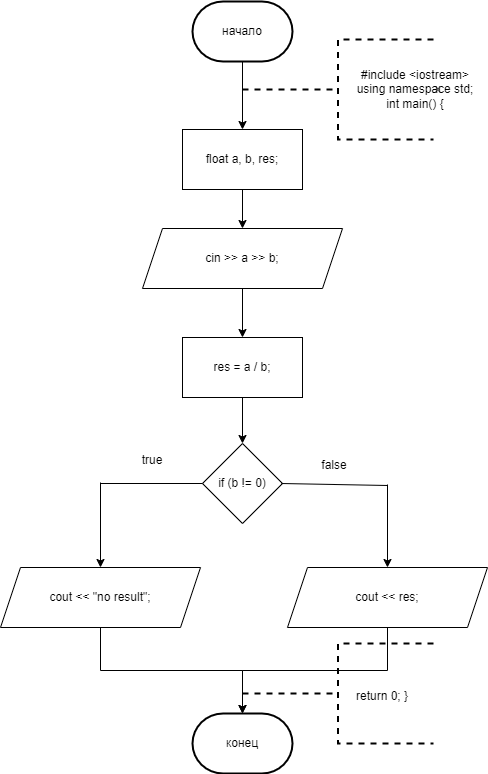 начало
#include <iostream>
using namespace std;
int main() {
float a, b, res;
cin >> a >> b;
res = a / b;
true
false
if (b != 0)
cout << "no result";
cout << res;
return 0; }
конец